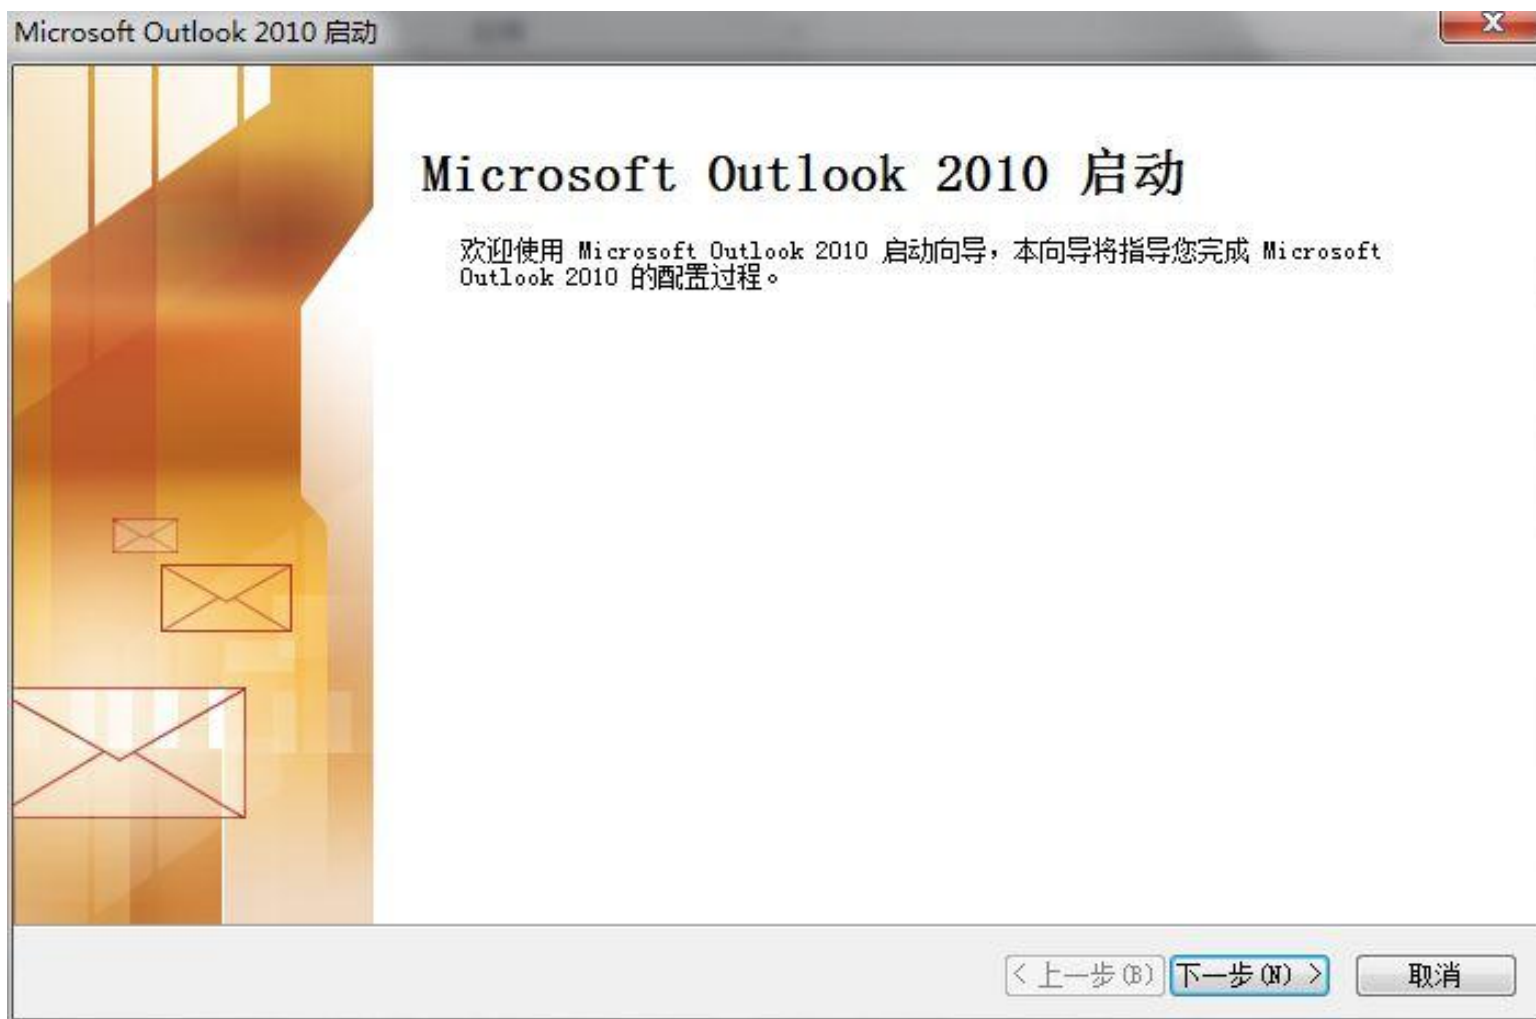 Microsoft Outlook 2010 启动
Microsoft Outlook 2010 启动
欢迎使用 Microsoft Outlook 2010 启动向导，本向导将指导您完成 Microsoft
Outlook 2010 的配置过程。
< 上一步(B) 下一步(N) > 取消